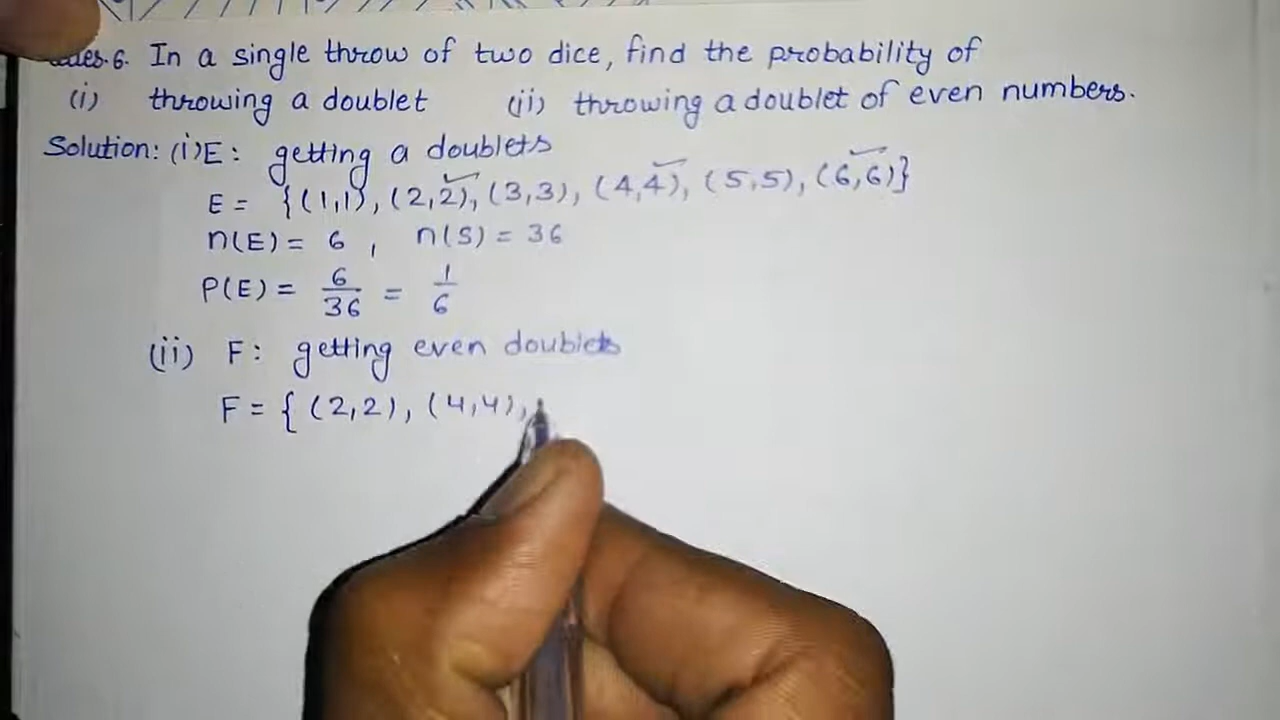 Ques.6. In a single throw of two dice, find the probability of
(i) throwing a doublet (ii) throwing a doublet of even numbers.
Solution: (i) E: getting a doublets
E = {(1,1), (2,2), (3,3), (4,4), (5,5), (6,6)}
n(E) = 6, n(S) = 36
P(E) = 6/36 = 1/6
(ii) F: getting even doublets
F = { (2,2), (4,4),